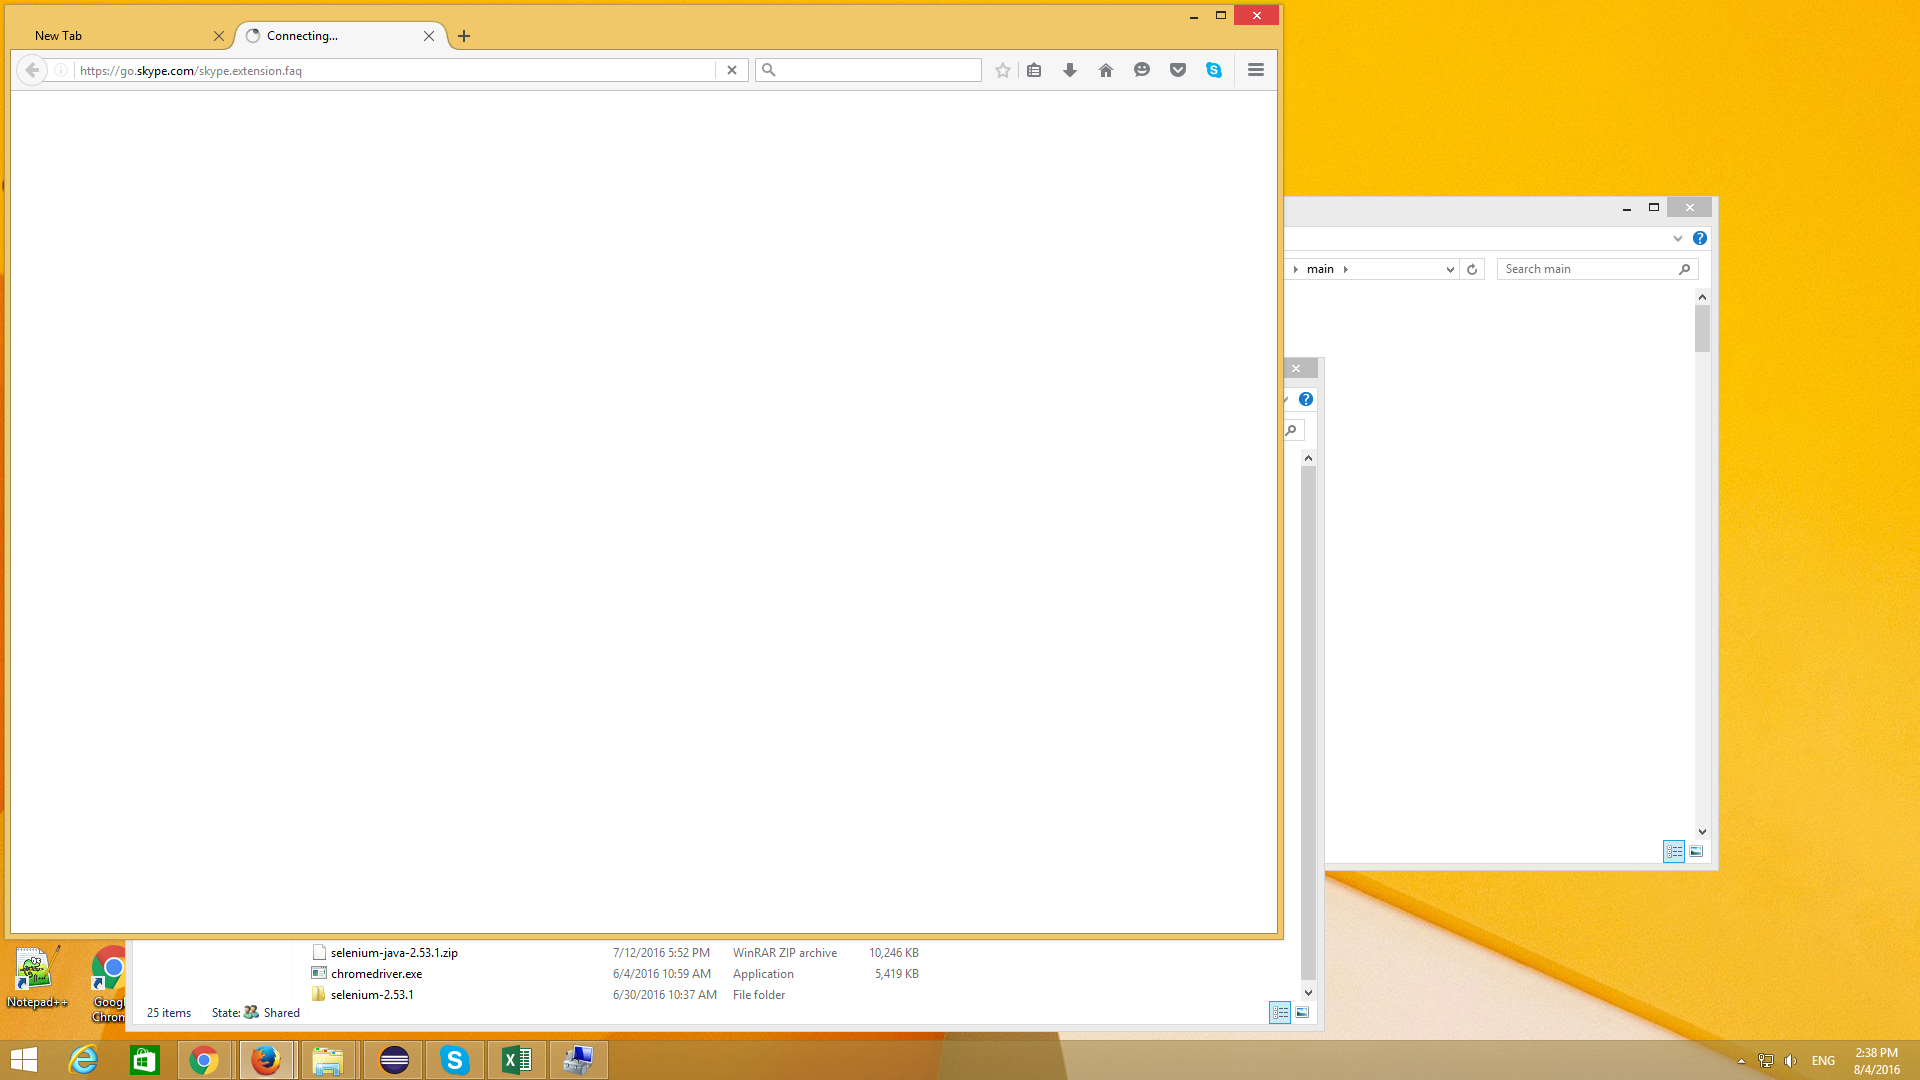 New Tab
Connecting...
https://go.skype.com/skype.extension.faq
main
Search main
selenium-java-2.53.1.zip 7/12/2016 5:52 PM WinRAR ZIP archive 10,246 KB
chromedriver.exe 6/4/2016 10:59 AM Application 5,419 KB
selenium-2.53.1 6/30/2016 10:37 AM File folder
25 items State: Shared
Notepad++
Googl
Chron
ENG
2:38 PM
8/4/2016